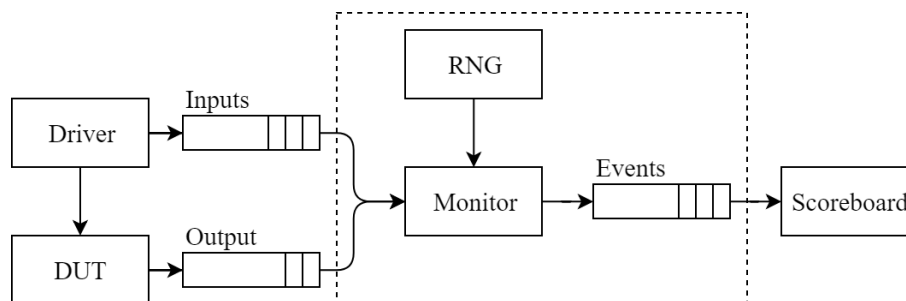 RNG
Inputs
Driver
Events
Monitor
Scoreboard
Output
DUT